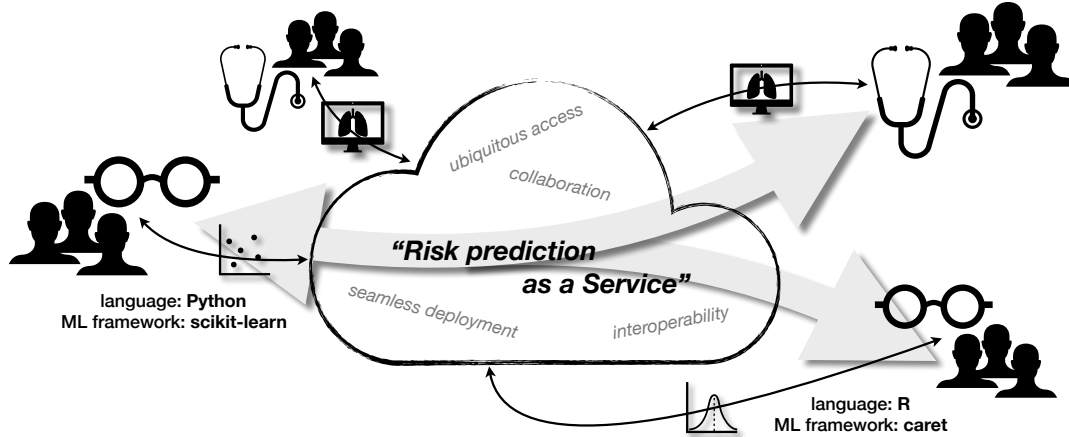 ubiquitous access
collaboration
“Risk prediction
as a Service”
seamless deployment
interoperability
language: Python
ML framework: scikit-learn
language: R
ML framework: caret